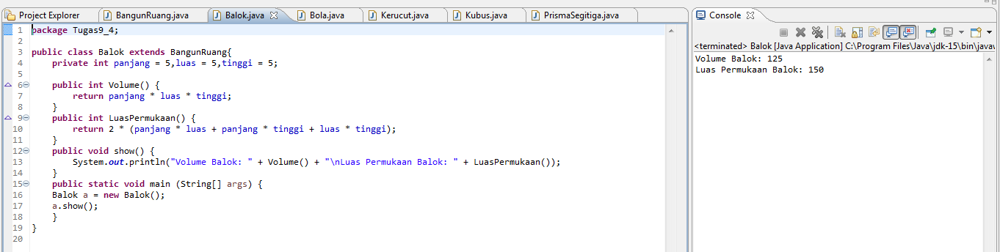 Project Explorer BangunRuang.java Balok.java Bola.java Kerucut.java Kubus.java PrismaSegitiga.java
1 package Tugas9_4;
2
3 public class Balok extends BangunRuang{
4 private int panjang = 5,luas = 5,tinggi = 5;
5
6 public int Volume() {
7 return panjang * luas * tinggi;
8 }
9 public int LuasPermukaan() {
10 return 2 * (panjang * luas + panjang * tinggi + luas * tinggi);
11 }
12 public void show() {
13 System.out.println("Volume Balok: " + Volume() + "\nLuas Permukaan Balok: " + LuasPermukaan());
14 }
15 public static void main (String[] args) {
16 Balok a = new Balok();
17 a.show();
18 }
19 }
20
Console
<terminated> Balok [Java Application] C:\Program Files\Java\jdk-15\bin\javaw
Volume Balok: 125
Luas Permukaan Balok: 150